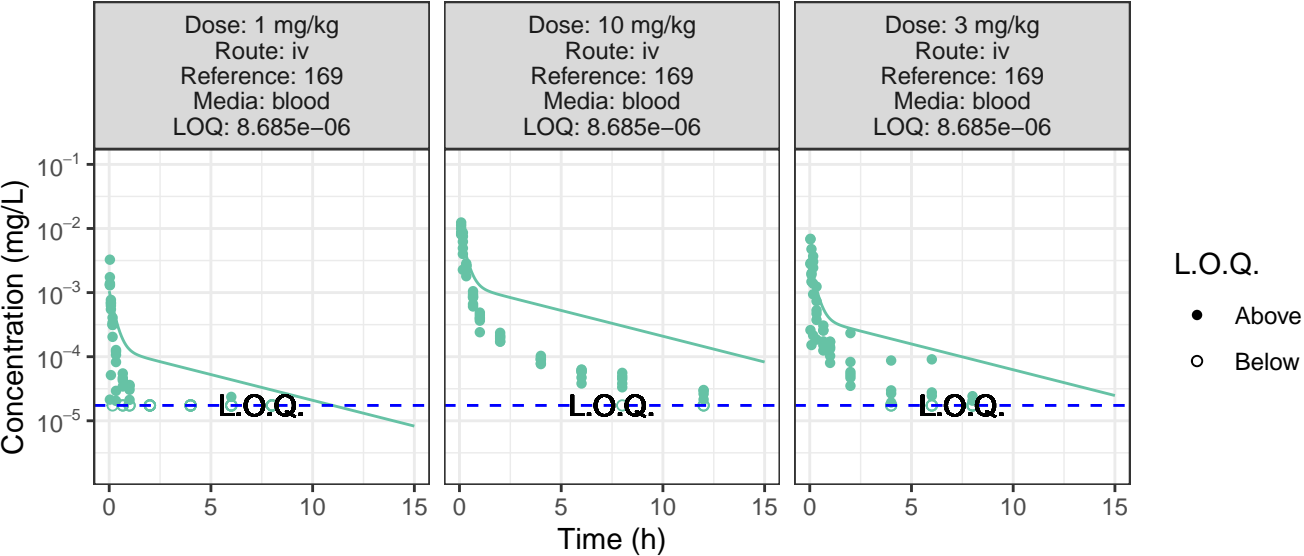 Dose: 1 mg/kg
Route: iv
Reference: 169
Media: blood
LOQ: 8.685e−06
Dose: 10 mg/kg
Route: iv
Reference: 169
Media: blood
LOQ: 8.685e−06
Dose: 3 mg/kg
Route: iv
Reference: 169
Media: blood
LOQ: 8.685e−06
Concentration (mg/L)
10⁻¹
10⁻²
10⁻³
10⁻⁴
10⁻⁵
L.O.Q.
L.O.Q.
L.O.Q.
0 5 10 15
0 5 10 15
0 5 10 15
Time (h)
L.O.Q.
Above
Below